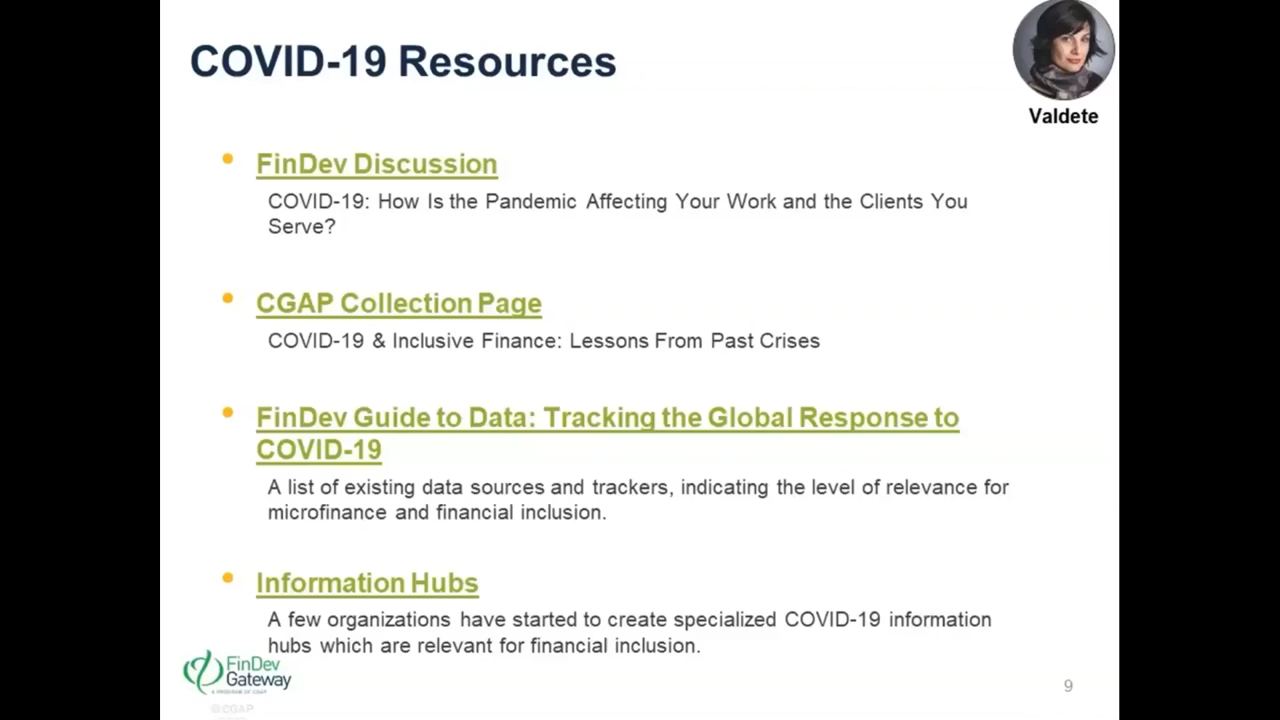 COVID-19 Resources
Valdete
FinDev Discussion
COVID-19: How Is the Pandemic Affecting Your Work and the Clients You
Serve?
CGAP Collection Page
COVID-19 & Inclusive Finance: Lessons From Past Crises
FinDev Guide to Data: Tracking the Global Response to
COVID-19
A list of existing data sources and trackers, indicating the level of relevance for
microfinance and financial inclusion.
Information Hubs
A few organizations have started to create specialized COVID-19 information
hubs which are relevant for financial inclusion.
FinDev
Gateway
A PROGRAM OF CGAP
@CGAP
9